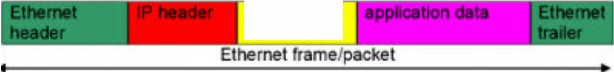 Ethernet header
IP header
application data
Ethernet trailer
Ethernet frame/packet